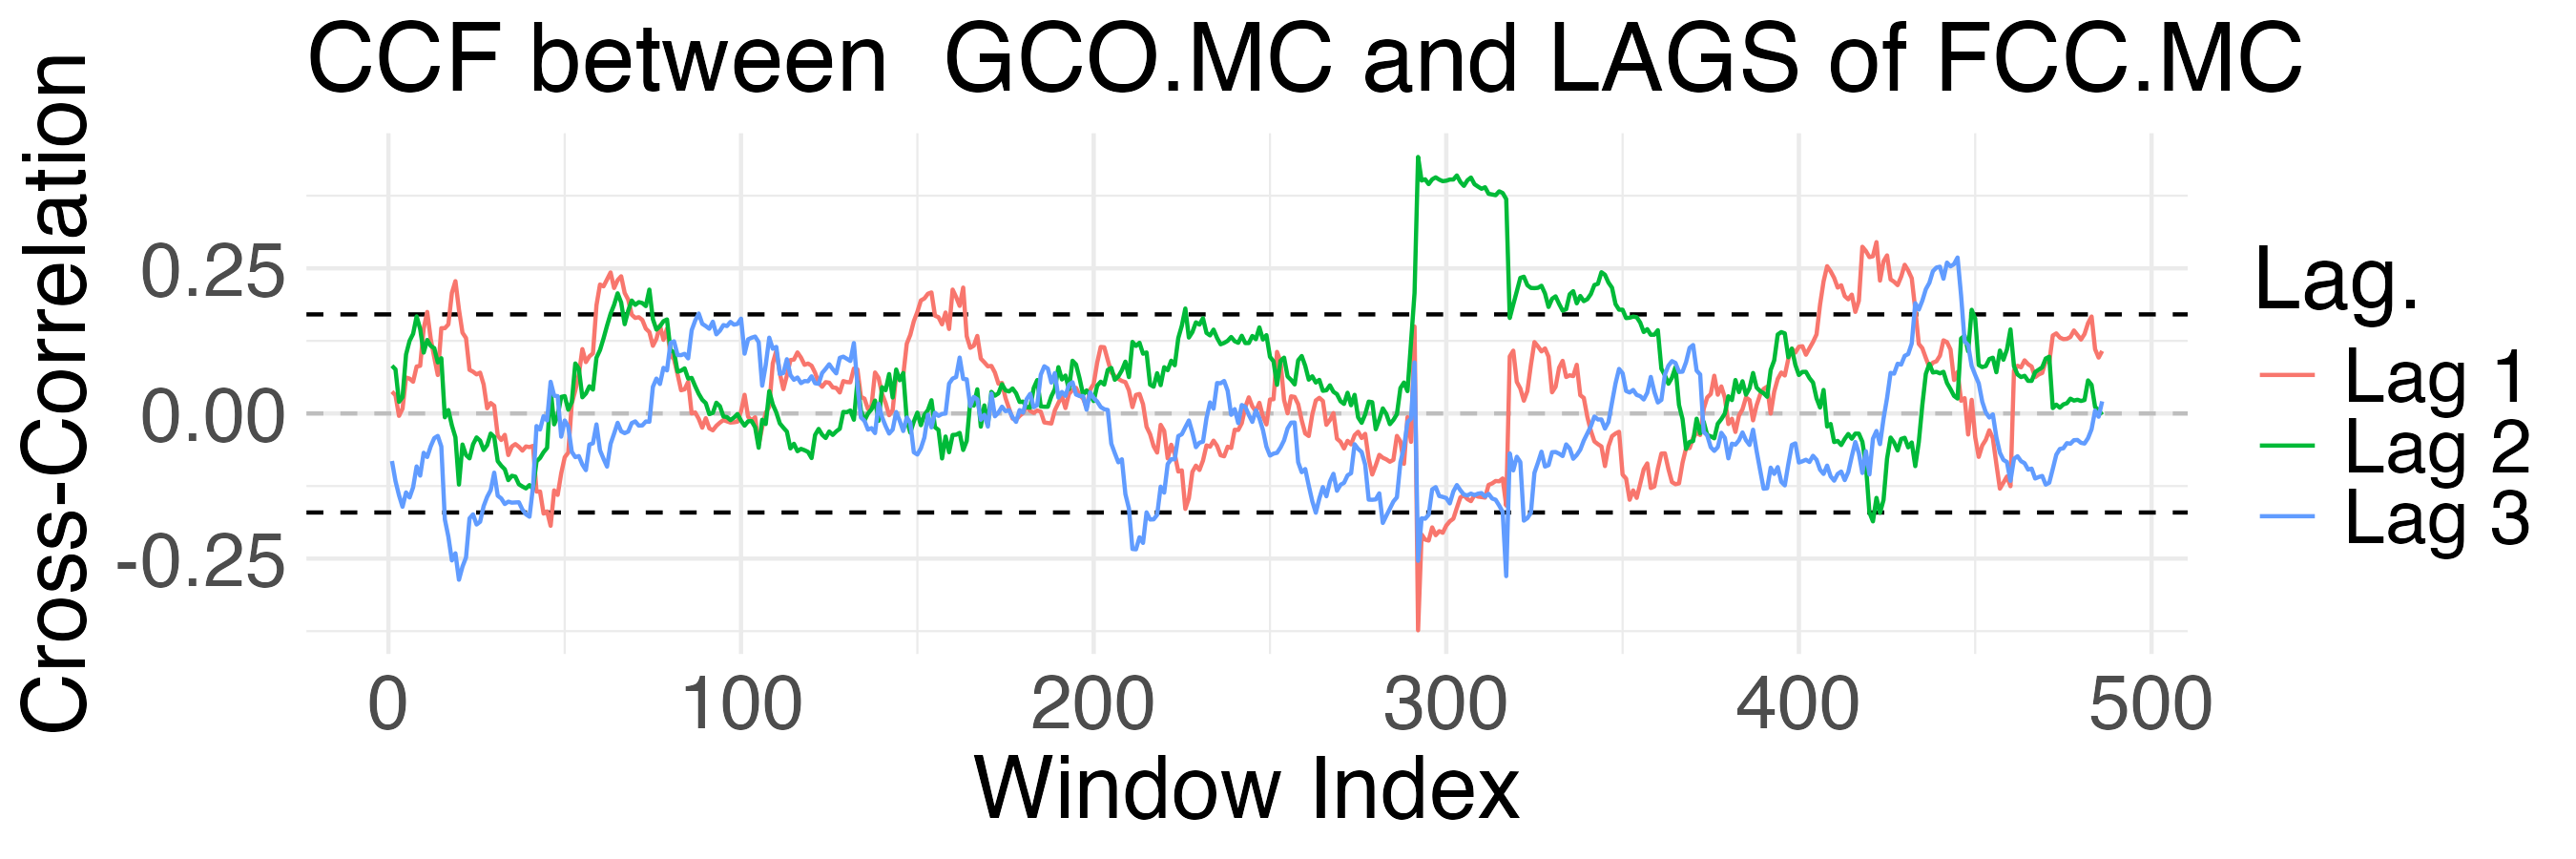 CCF between  GCO.MC and LAGS of FCC.MC
Cross-Correlation
0.25
0.00
-0.25
0
100
200
300
400
500
Window Index
Lag.
Lag 1
Lag 2
Lag 3